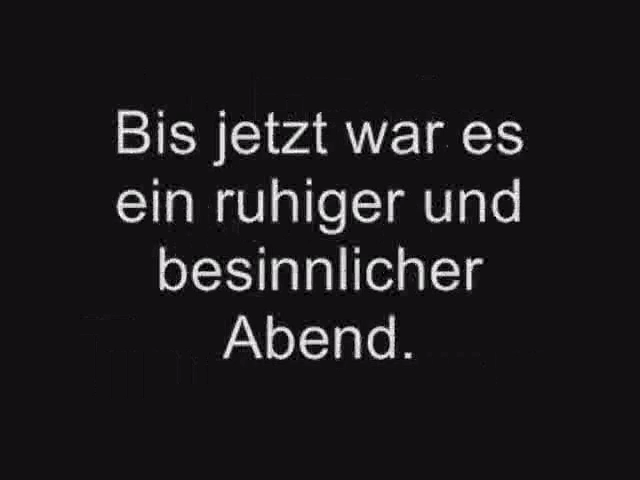 Bis jetzt war es
ein ruhiger und
besinnlicher
Abend.